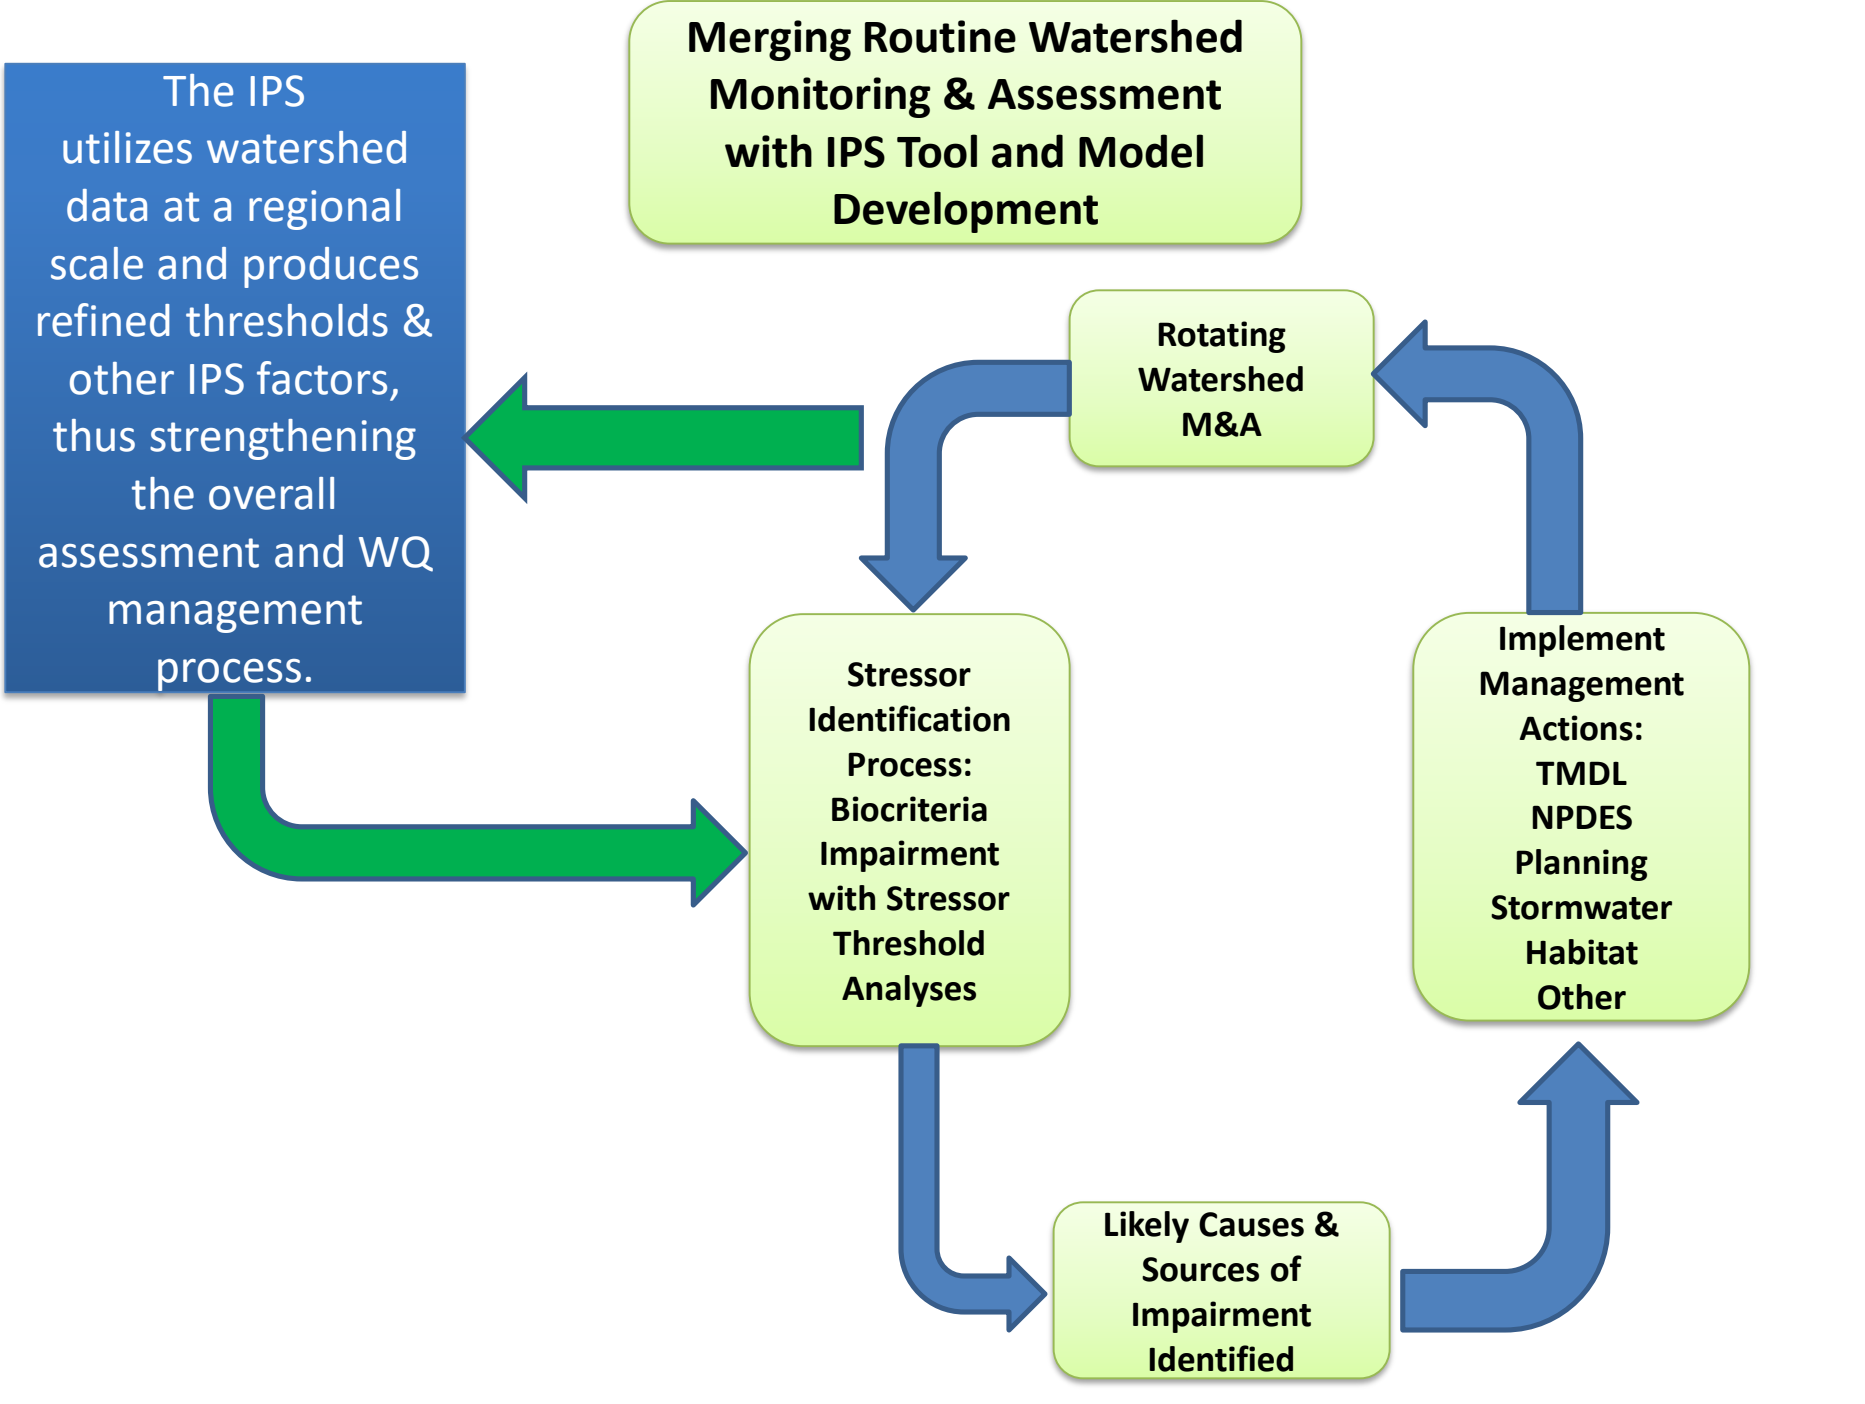 Merging Routine Watershed
Monitoring & Assessment
with IPS Tool and Model
Development
The IPS
utilizes watershed
data at a regional
scale and produces
refined thresholds &
other IPS factors,
thus strengthening
the overall
assessment and WQ
management
process.
Rotating
Watershed
M&A
Stressor
Identification
Process:
Biocriteria
Impairment
with Stressor
Threshold
Analyses
Likely Causes &
Sources of
Impairment
Identified
Implement
Management
Actions:
TMDL
NPDES
Planning
Stormwater
Habitat
Other